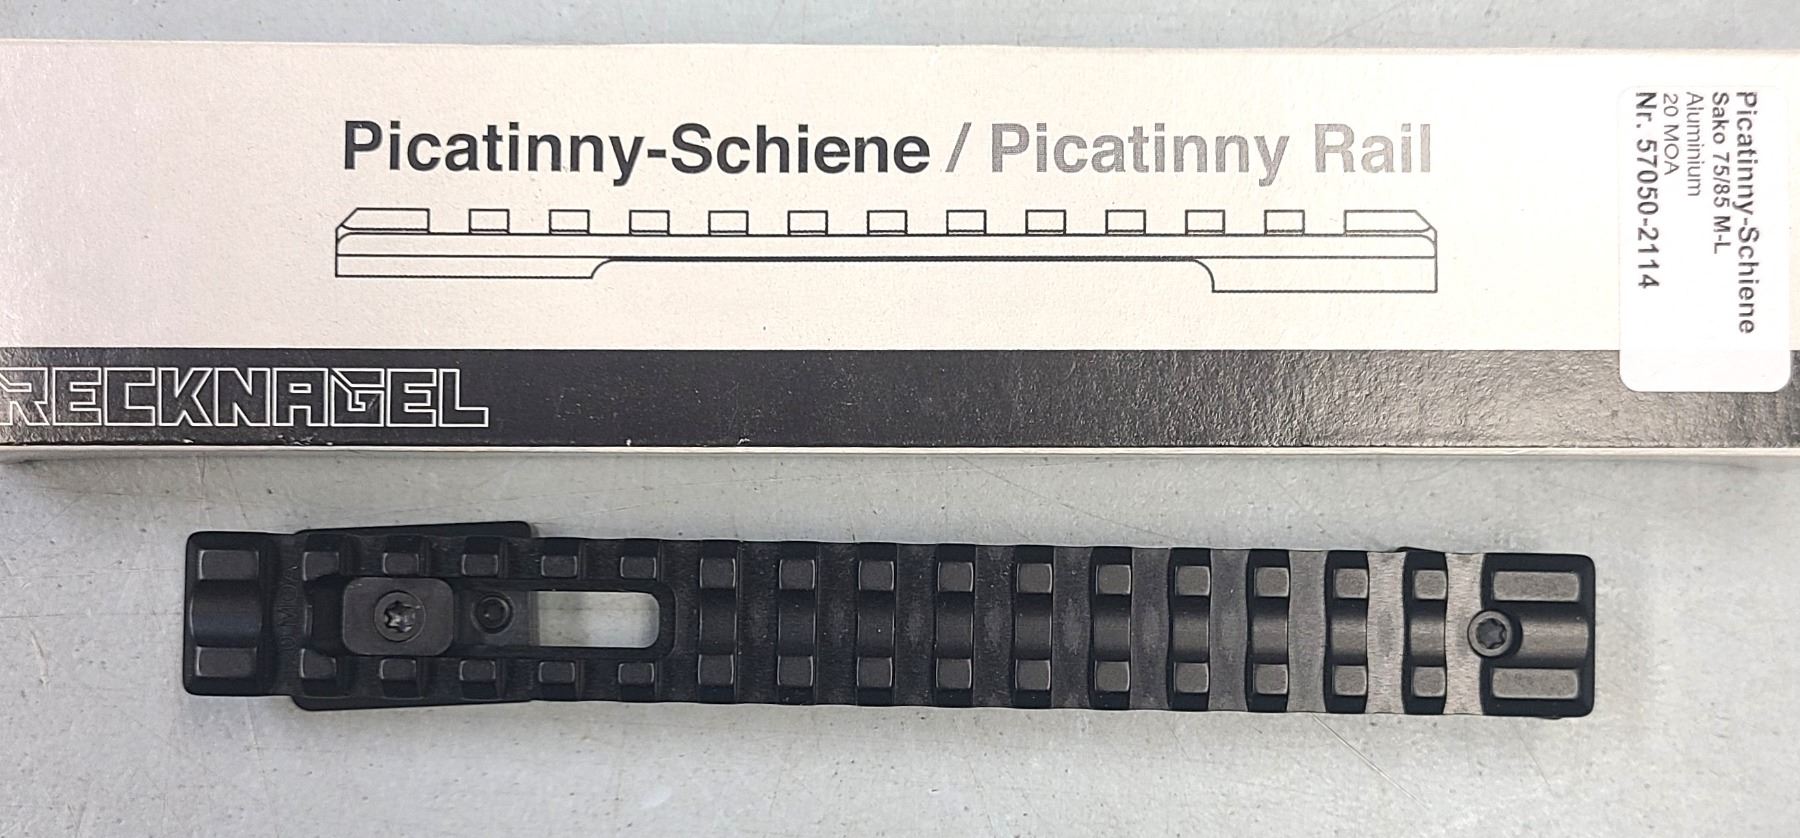 Picatinny-Schiene / Picatinny Rail
Picatinny-Schiene
Sako 75/85 M-L
Aluminium
20 MOA
Nr. 57050-2114
RECKNAGEL